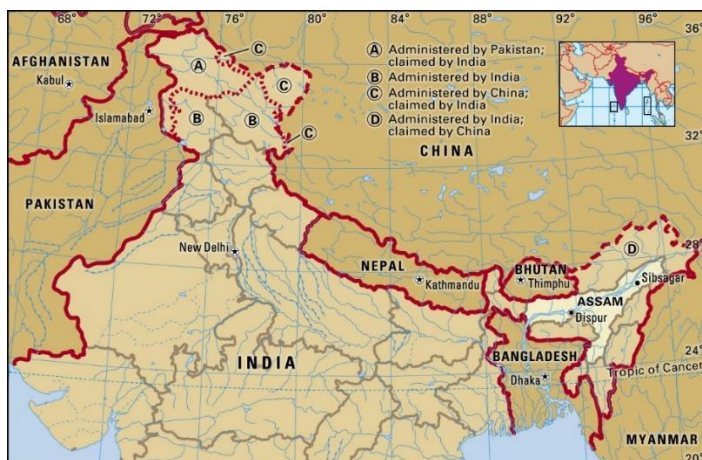 68° 72° 76° 80° 84° 88° 92° 96°
36°
AFGHANISTAN
Kabul
Islamabad
PAKISTAN
A
B
B
C
C
C
A Administered by Pakistan;
claimed by India
B Administered by India
C Administered by China;
claimed by India
D Administered by India;
claimed by China
32°
CHINA
New Delhi
NEPAL
Kathmandu
BHUTAN
Thimphu
D
28°
Sibsagar
ASSAM
Dispur
INDIA
BANGLADESH
Dhaka
24°
Tropic of Cancer
MYANMAR
20°